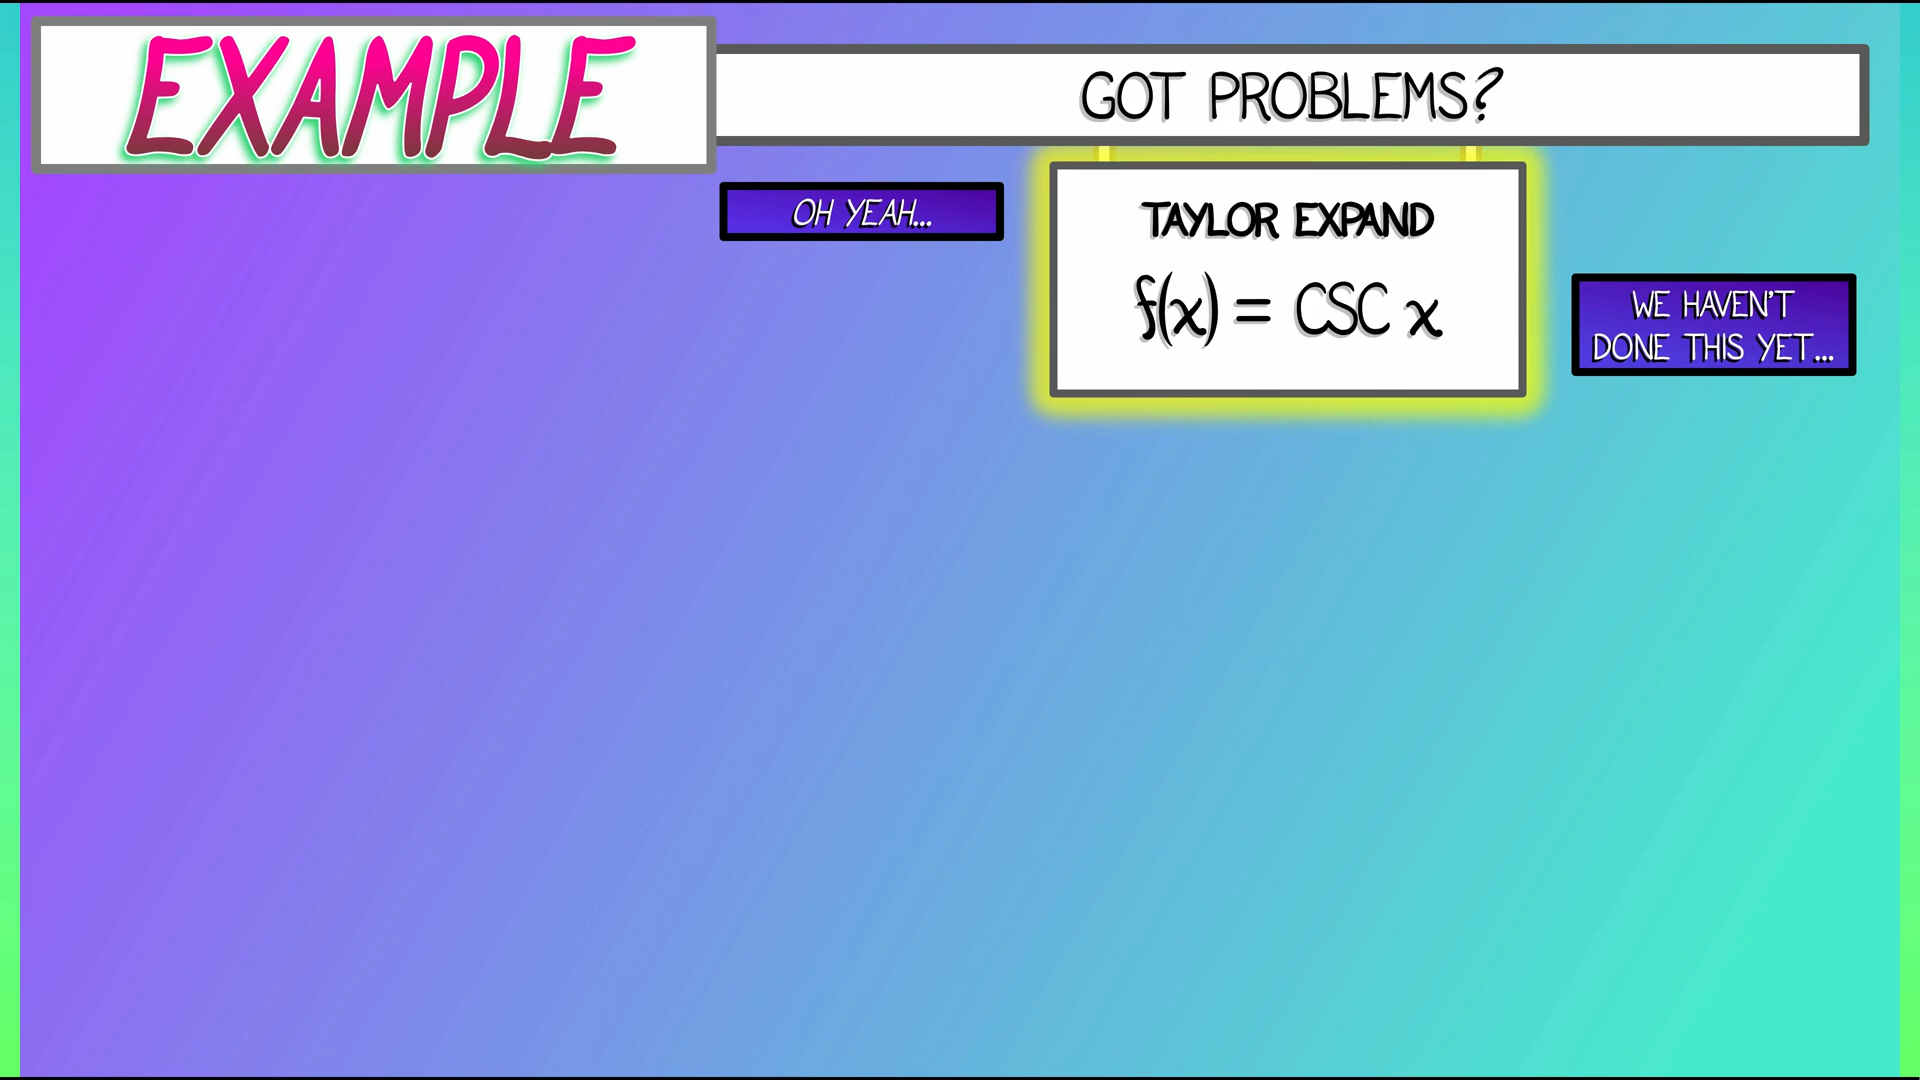 EXAMPLE
GOT PROBLEMS?
OH YEAH...
TAYLOR EXPAND
f(x) = CSC x
WE HAVEN'T
DONE THIS YET...